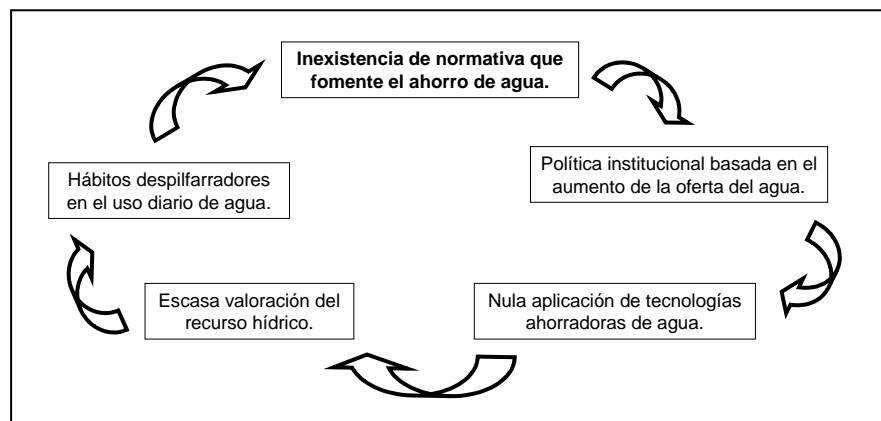 Inexistencia de normativa que
fomente el ahorro de agua.
Política institucional basada en el
aumento de la oferta del agua.
Nula aplicación de tecnologías
ahorradoras de agua.
Escasa valoración del
recurso hídrico.
Hábitos despilfarradores
en el uso diario de agua.